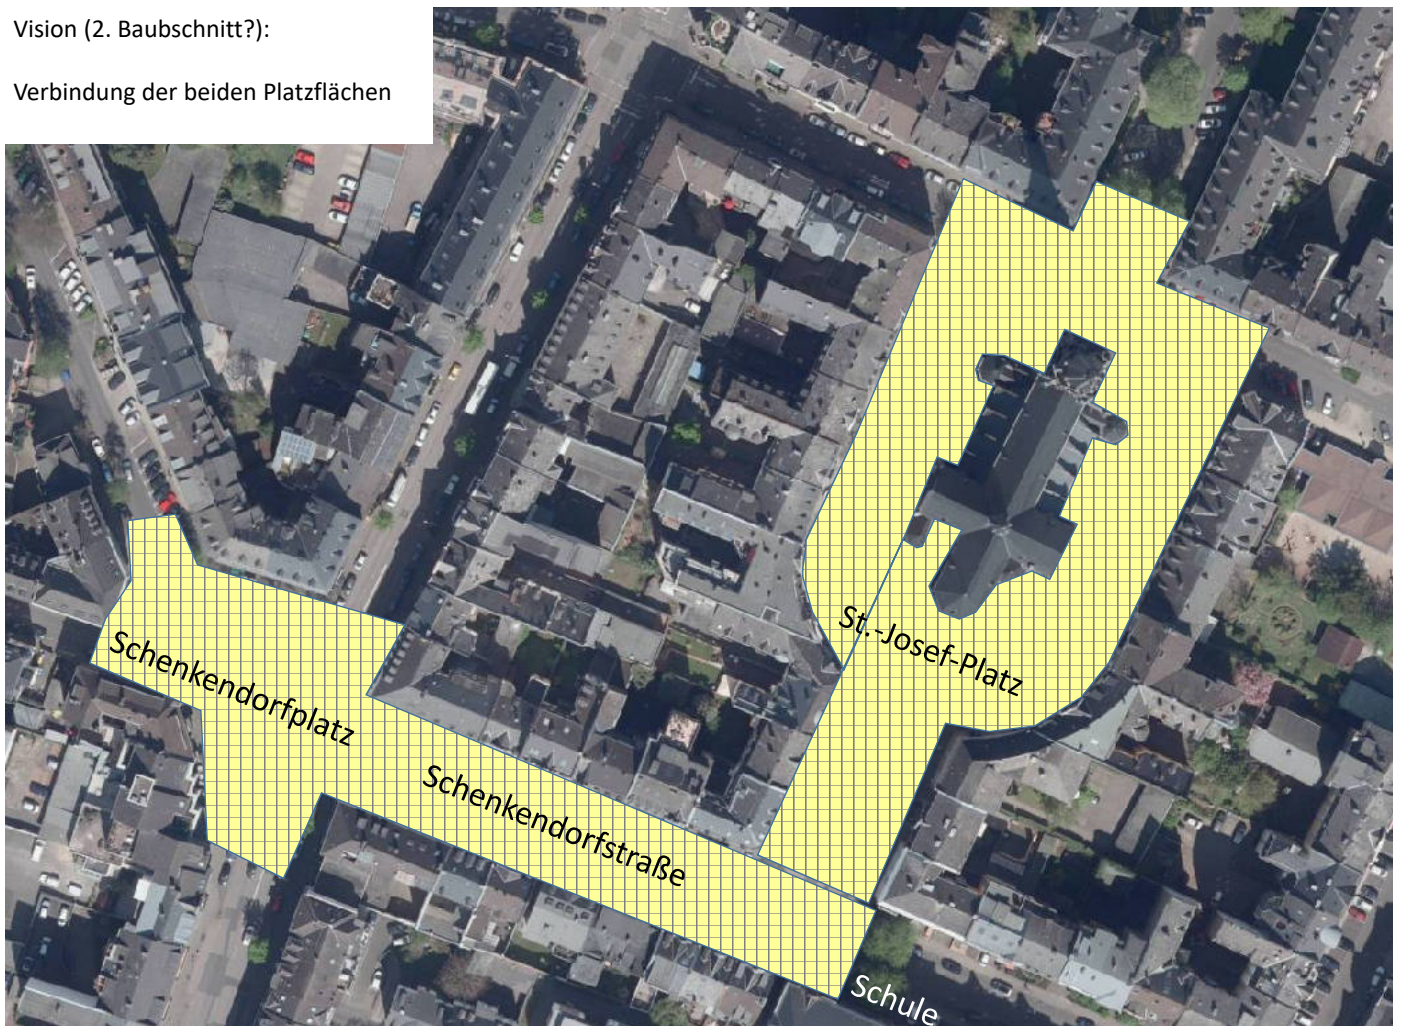 Vision (2. Baubschnitt?):
Verbindung der beiden Platzflächen
St.-Josef-Platz
Schenkendorfplatz
Schenkendorfstraße
Schule